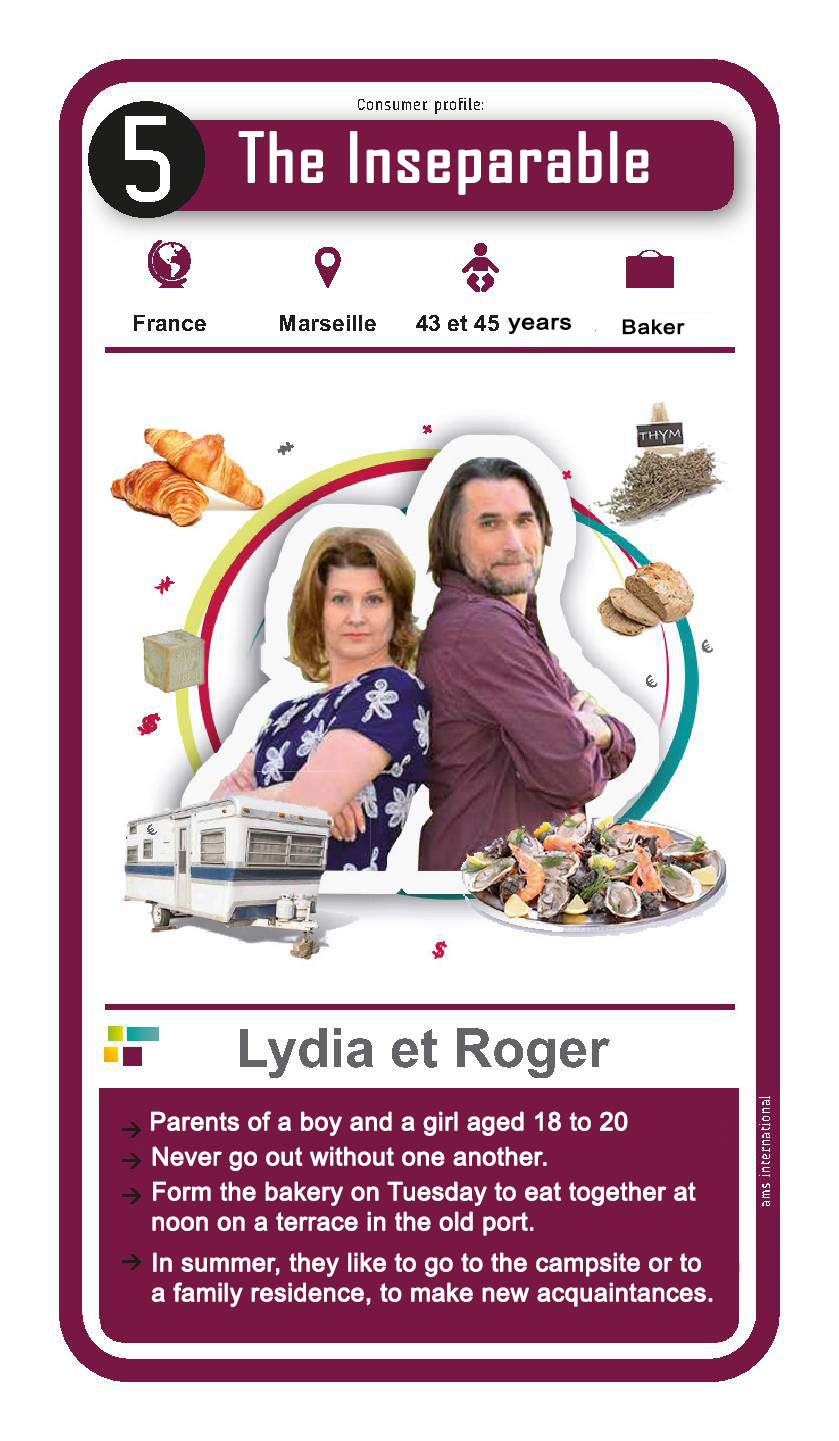 Consumer profile:
5
The Inseparable
France
Marseille
43 et 45 years
Baker
THYM
Lydia et Roger
Parents of a boy and a girl aged 18 to 20
Never go out without one another.
Form the bakery on Tuesday to eat together at
noon on a terrace in the old port.
In summer, they like to go to the campsite or to
a family residence, to make new acquaintances.
ams international